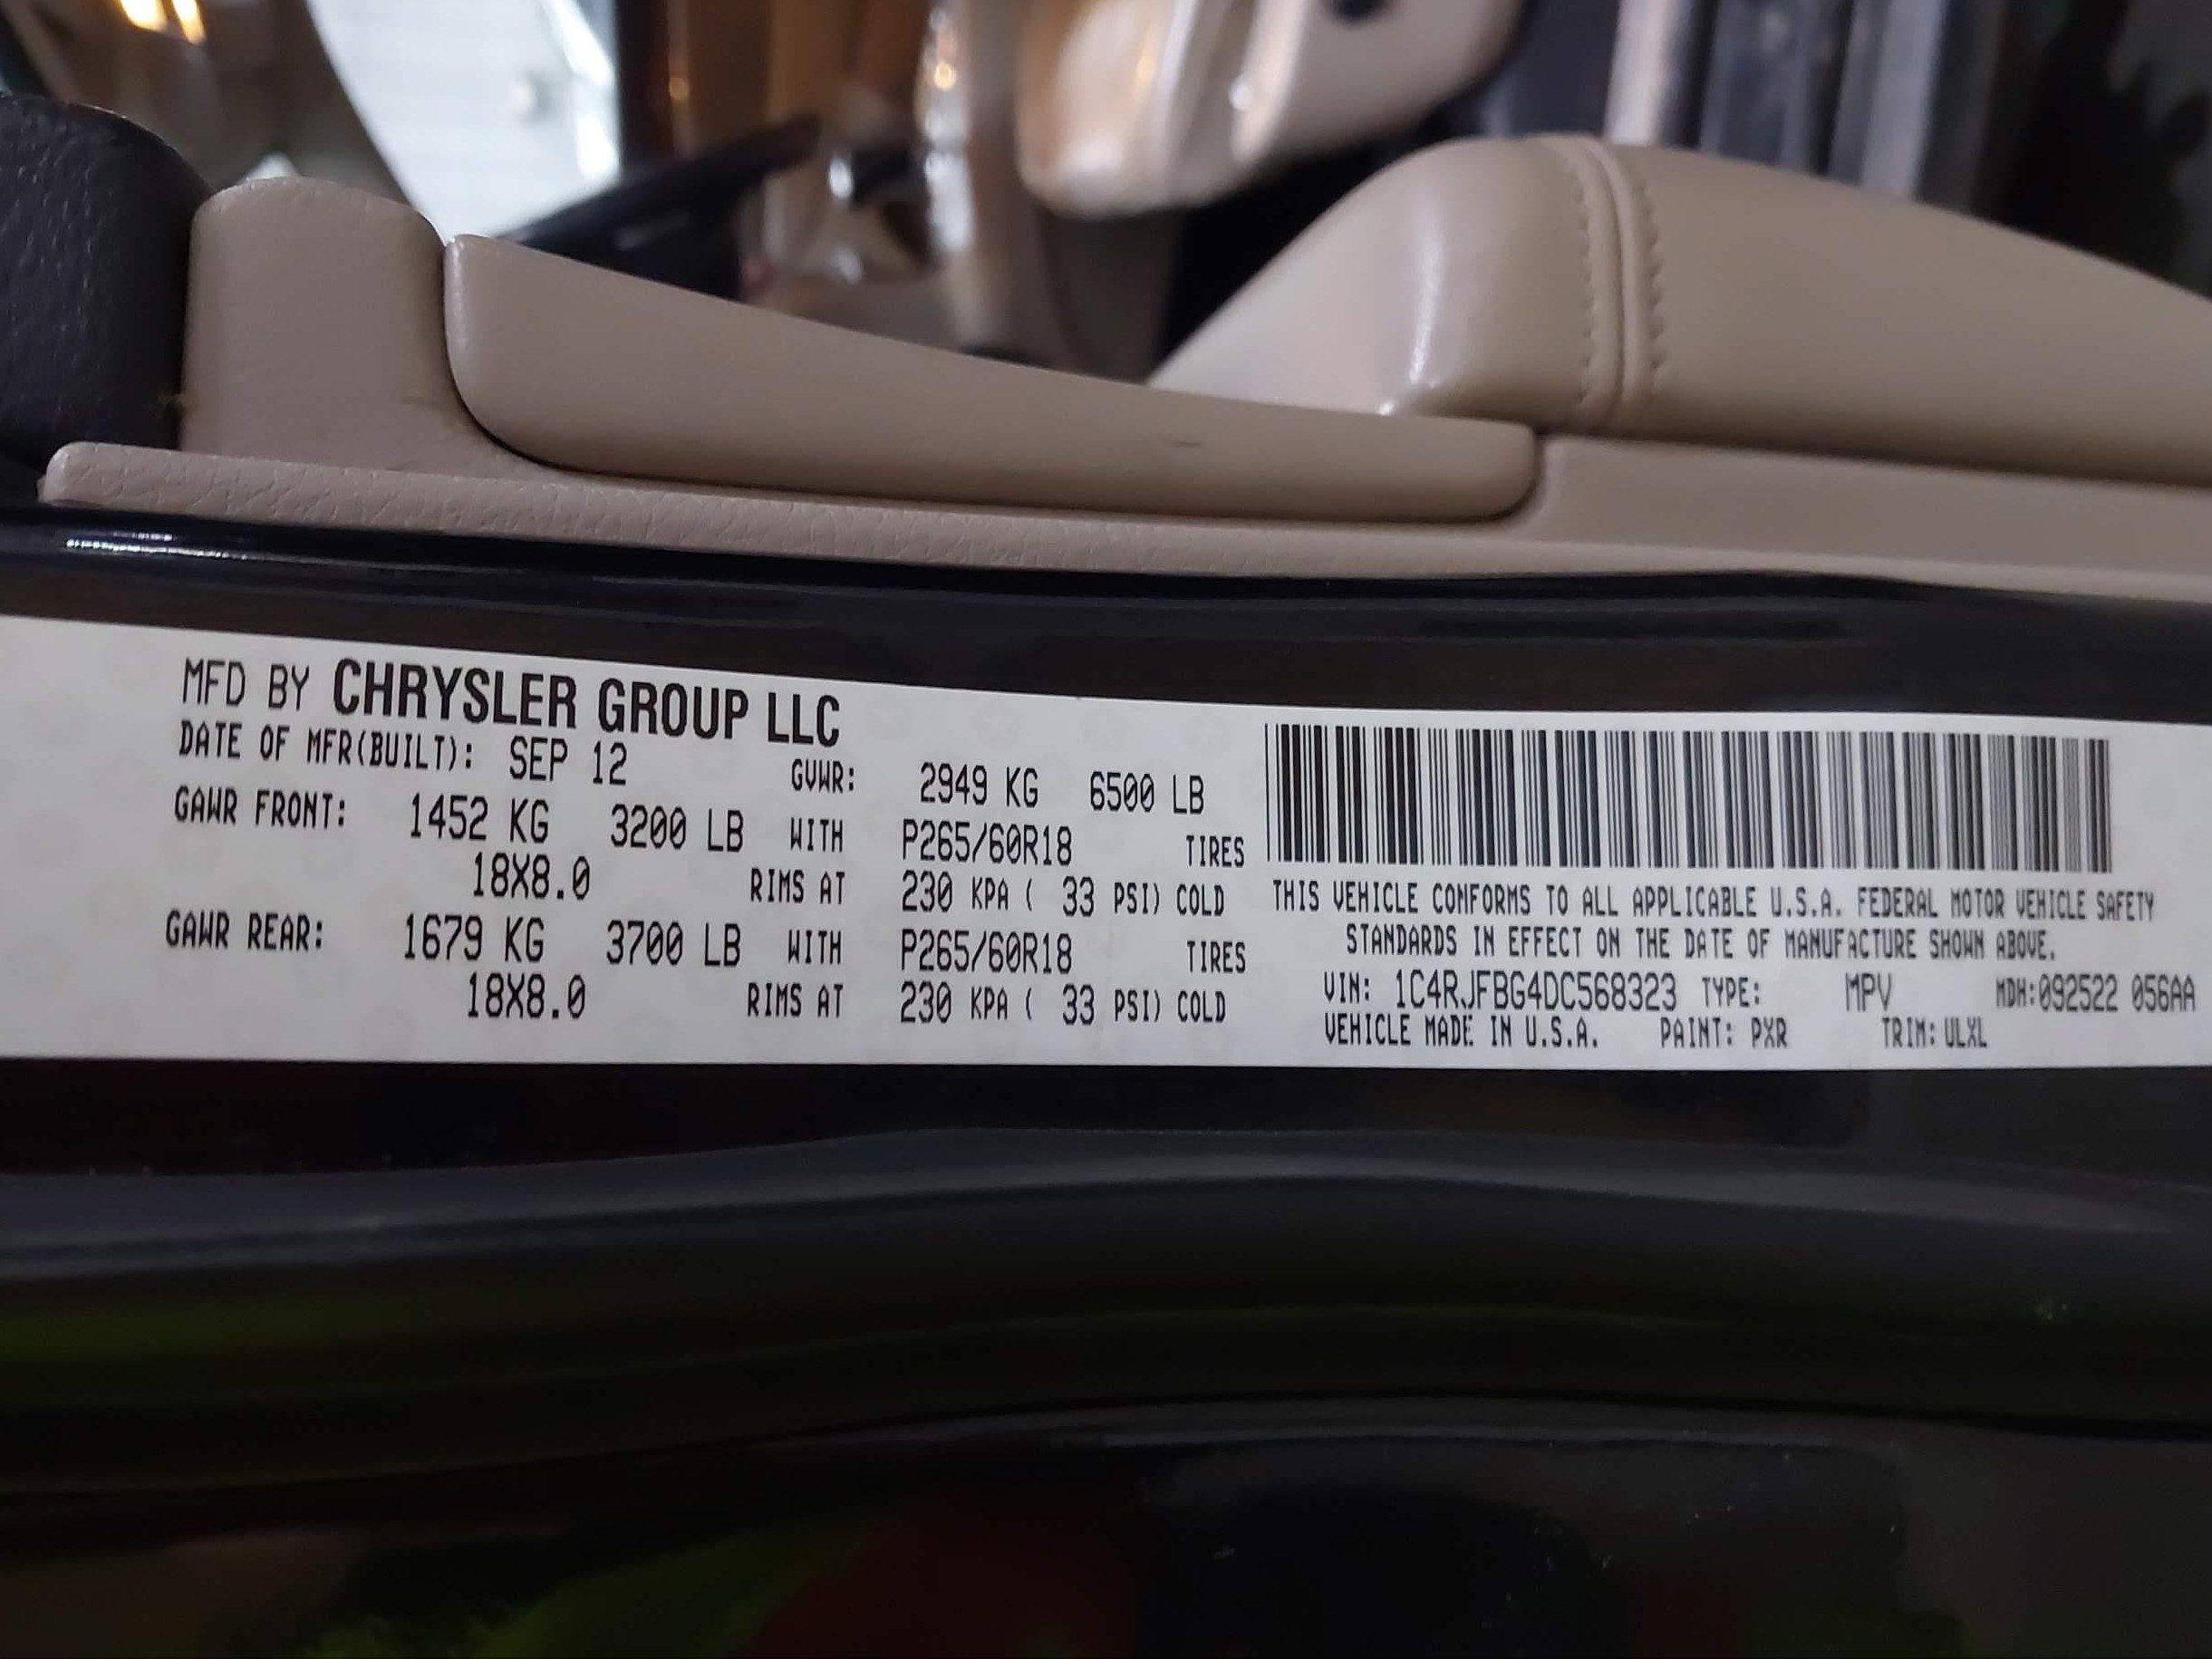 MFD BY CHRYSLER GROUP LLC
DATE OF MFR(BUILT): SEP 12 GVWR: 2949 KG 6500 LB
GAWR FRONT: 1452 KG 3200 LB WITH P265/60R18 TIRES
18X8.0 RIMS AT 230 KPA ( 33 PSI) COLD
GAWR REAR: 1679 KG 3700 LB WITH P265/60R18 TIRES
18X8.0 RIMS AT 230 KPA ( 33 PSI) COLD
THIS VEHICLE CONFORMS TO ALL APPLICABLE U.S.A. FEDERAL MOTOR VEHICLE SAFETY
STANDARDS IN EFFECT ON THE DATE OF MANUFACTURE SHOWN ABOVE.
VIN: 1C4RJFBG4DC568323 TYPE: MPV MDH:092522 056AA
VEHICLE MADE IN U.S.A. PAINT: PXR TRIM: ULXL